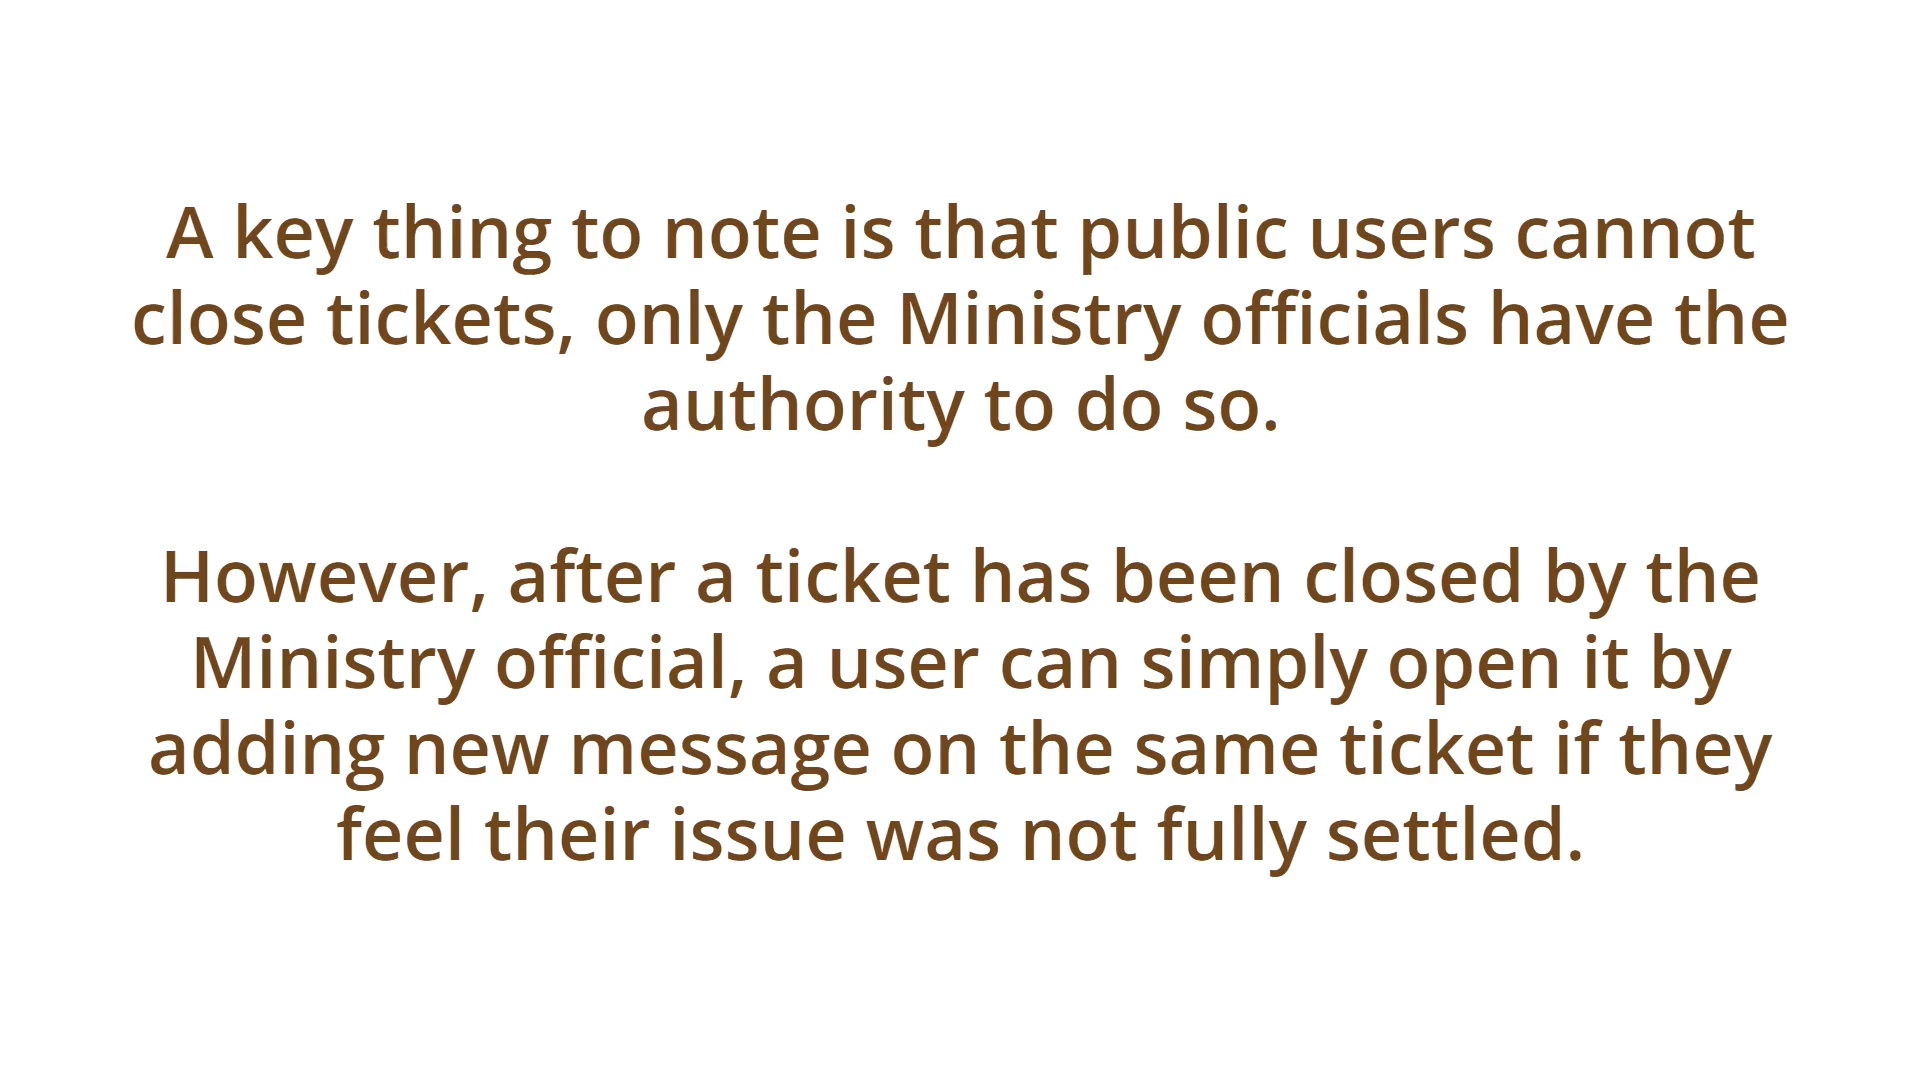 A key thing to note is that public users cannot
close tickets, only the Ministry officials have the
authority to do so.
However, after a ticket has been closed by the
Ministry official, a user can simply open it by
adding new message on the same ticket if they
feel their issue was not fully settled.